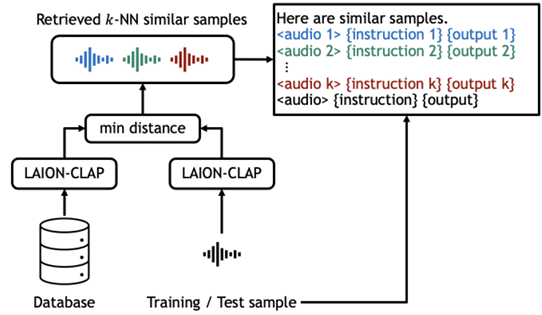 Retrieved k-NN similar samples
Here are similar samples.
<audio 1> {instruction 1} {output 1}
<audio 2> {instruction 2} {output 2}
⋮
<audio k> {instruction k} {output k}
<audio> {instruction} {output}
min distance
LAION-CLAP
LAION-CLAP
Database
Training / Test sample